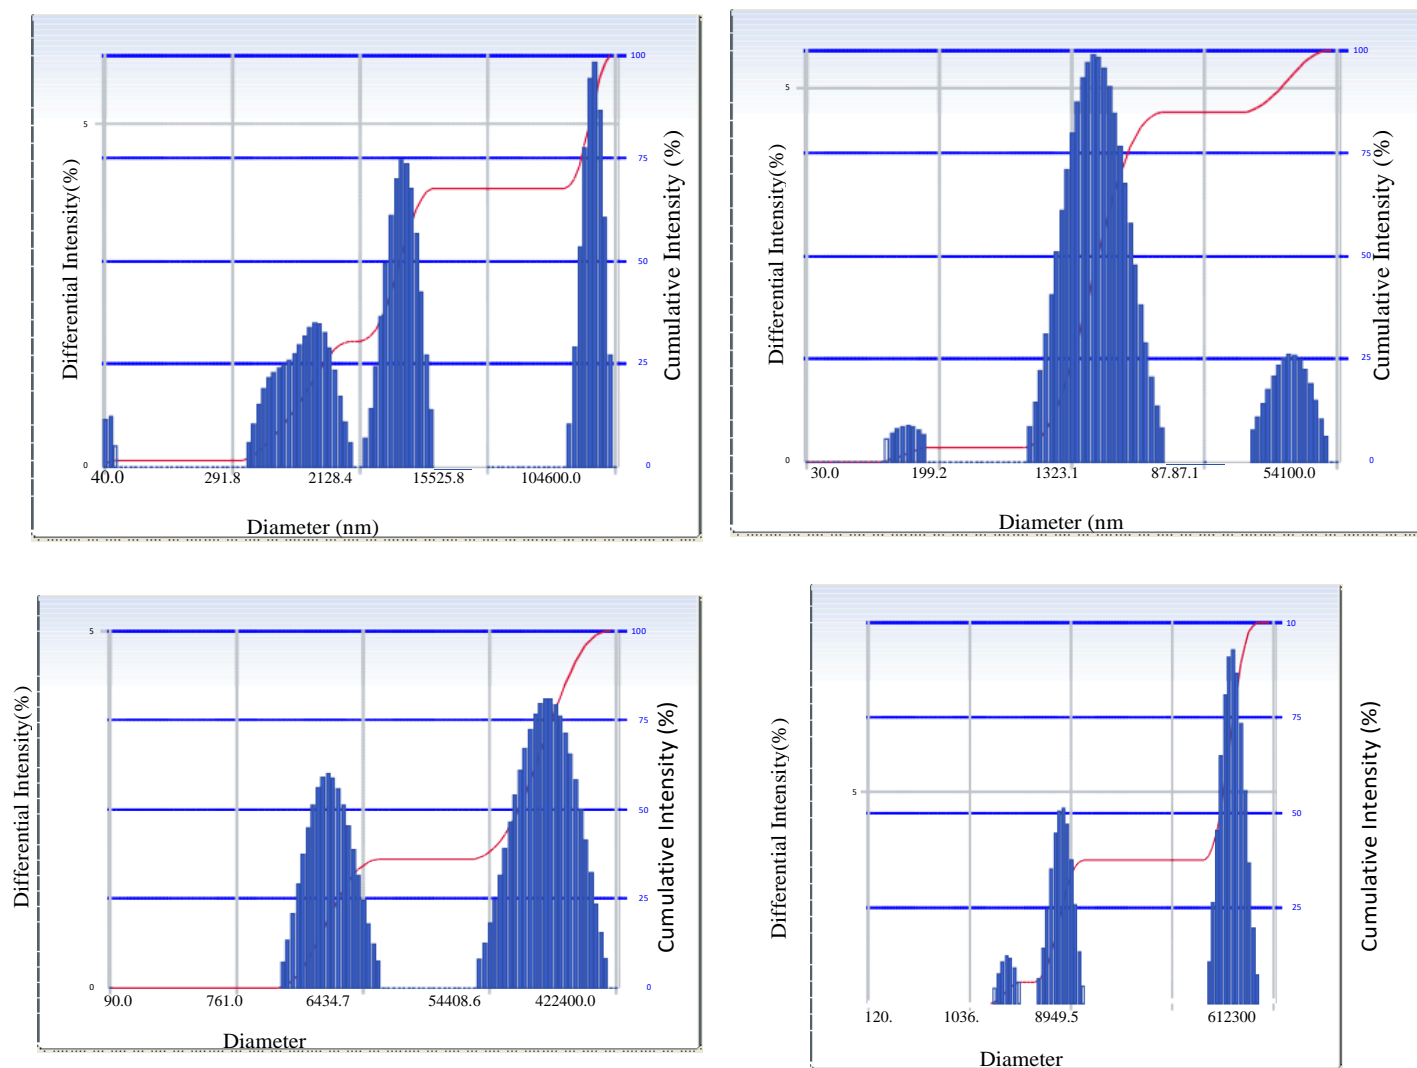 100
5
75
50
25
0
0
40.0 291.8 2128.4 15525.8 104600.0
Differential Intensity(%)
Cumulative Intensity (%)
Diameter (nm)
100
5
75
50
25
0
0
30.0 199.2 1323.1 87.87.1 54100.0
Differential Intensity(%)
Cumulative Intensity (%)
Diameter (nm
5
100
75
50
25
0
0
90.0 761.0 6434.7 54408.6 422400.0
Differential Intensity(%)
Cumulative Intensity (%)
Diameter
10
75
5
50
25
120. 1036. 8949.5 612300
Differential Intensity(%)
Cumulative Intensity (%)
Diameter